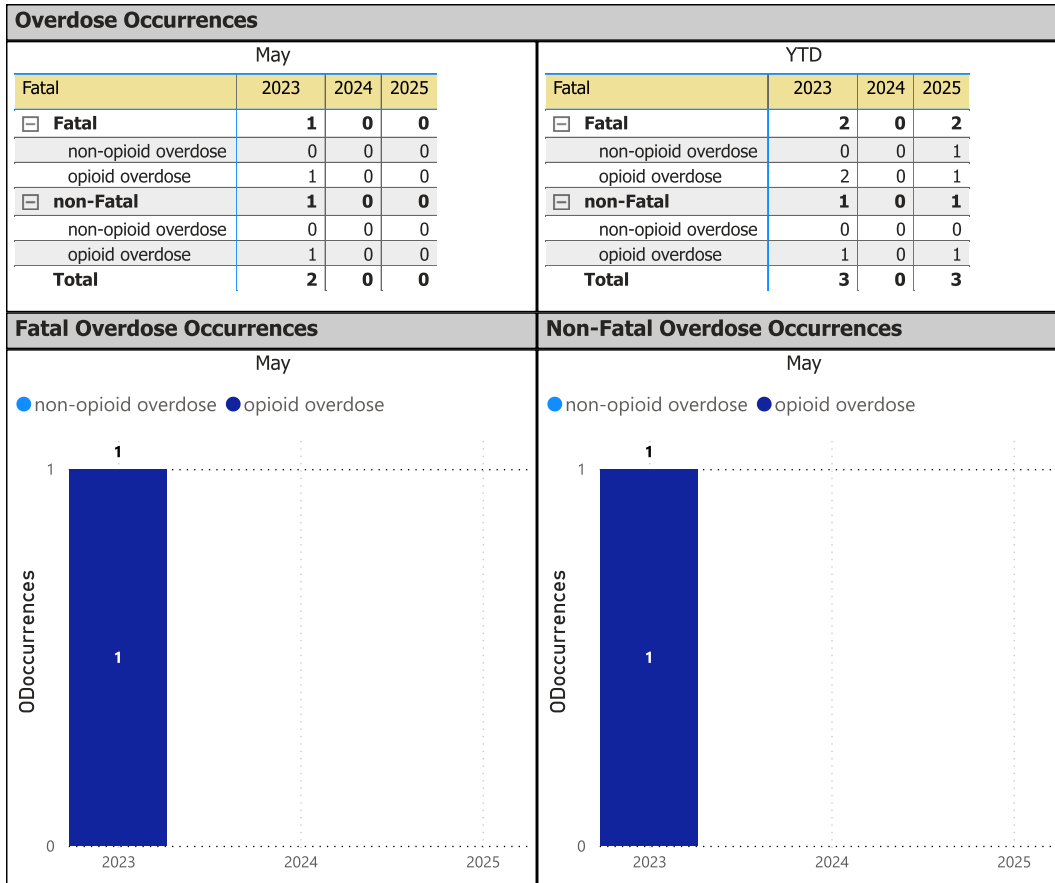 Overdose Occurrences
May
Fatal 2023 2024 2025
Fatal 1 0 0
non-opioid overdose 0 0 0
opioid overdose 1 0 0
non-Fatal 1 0 0
non-opioid overdose 0 0 0
opioid overdose 1 0 0
Total 2 0 0
YTD
Fatal 2023 2024 2025
Fatal 2 0 2
non-opioid overdose 0 0 1
opioid overdose 2 0 1
non-Fatal 1 0 1
non-opioid overdose 0 0 0
opioid overdose 1 0 1
Total 3 0 3
Fatal Overdose Occurrences
May
non-opioid overdose opioid overdose
1
1
1
0
ODoccurrences
2023 2024 2025
Non-Fatal Overdose Occurrences
May
non-opioid overdose opioid overdose
1
1
1
0
ODoccurrences
2023 2024 2025